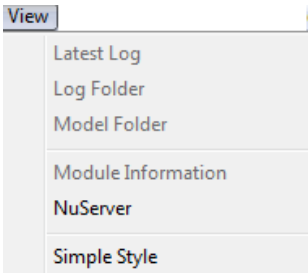 View
Latest Log
Log Folder
Model Folder
Module Information
NuServer
Simple Style